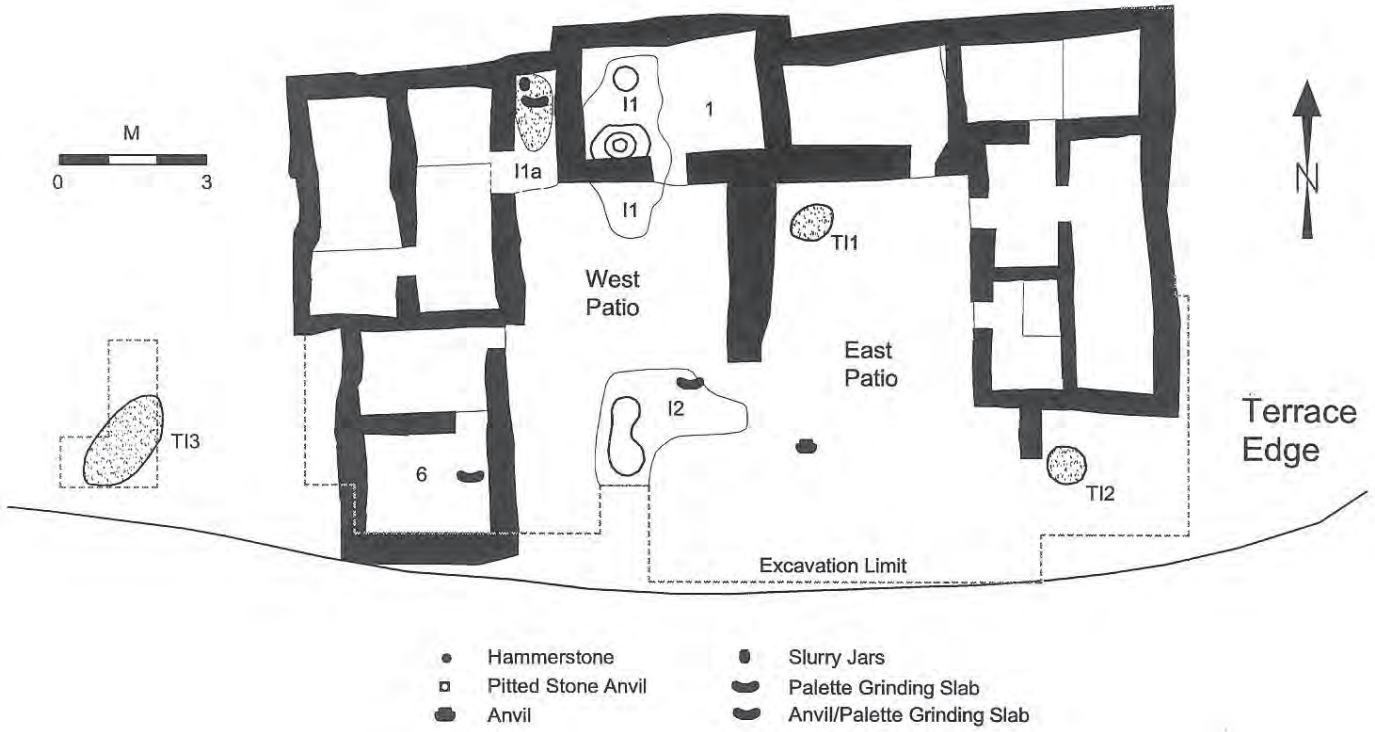 M
0 3
I1
1
I1a
I1
N
TI1
West
Patio
East
Patio
I2
TI3
6
Terrace
Edge
TI2
Excavation Limit
Hammerstone
Pitted Stone Anvil
Anvil
Slurry Jars
Palette Grinding Slab
Anvil/Palette Grinding Slab